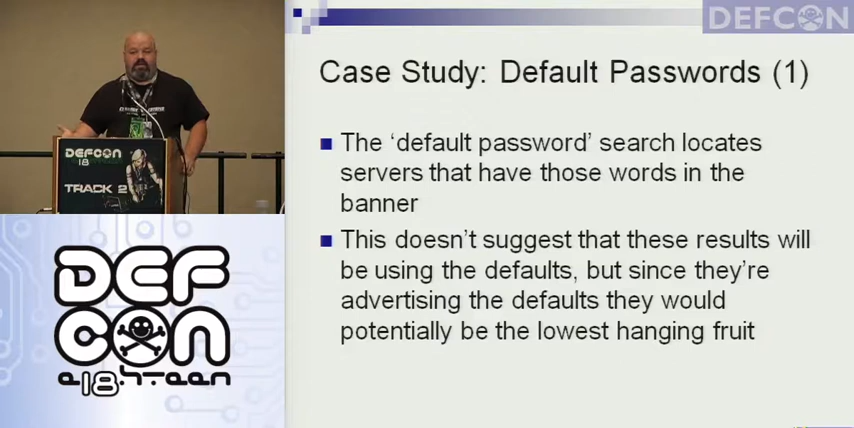 DEFCON
Case Study: Default Passwords (1)
The ‘default password’ search locates
servers that have those words in the
banner
This doesn’t suggest that these results will
be using the defaults, but since they’re
advertising the defaults they would
potentially be the lowest hanging fruit
DEFCON
18
TRACK 2
DEF
CON
e18hteen